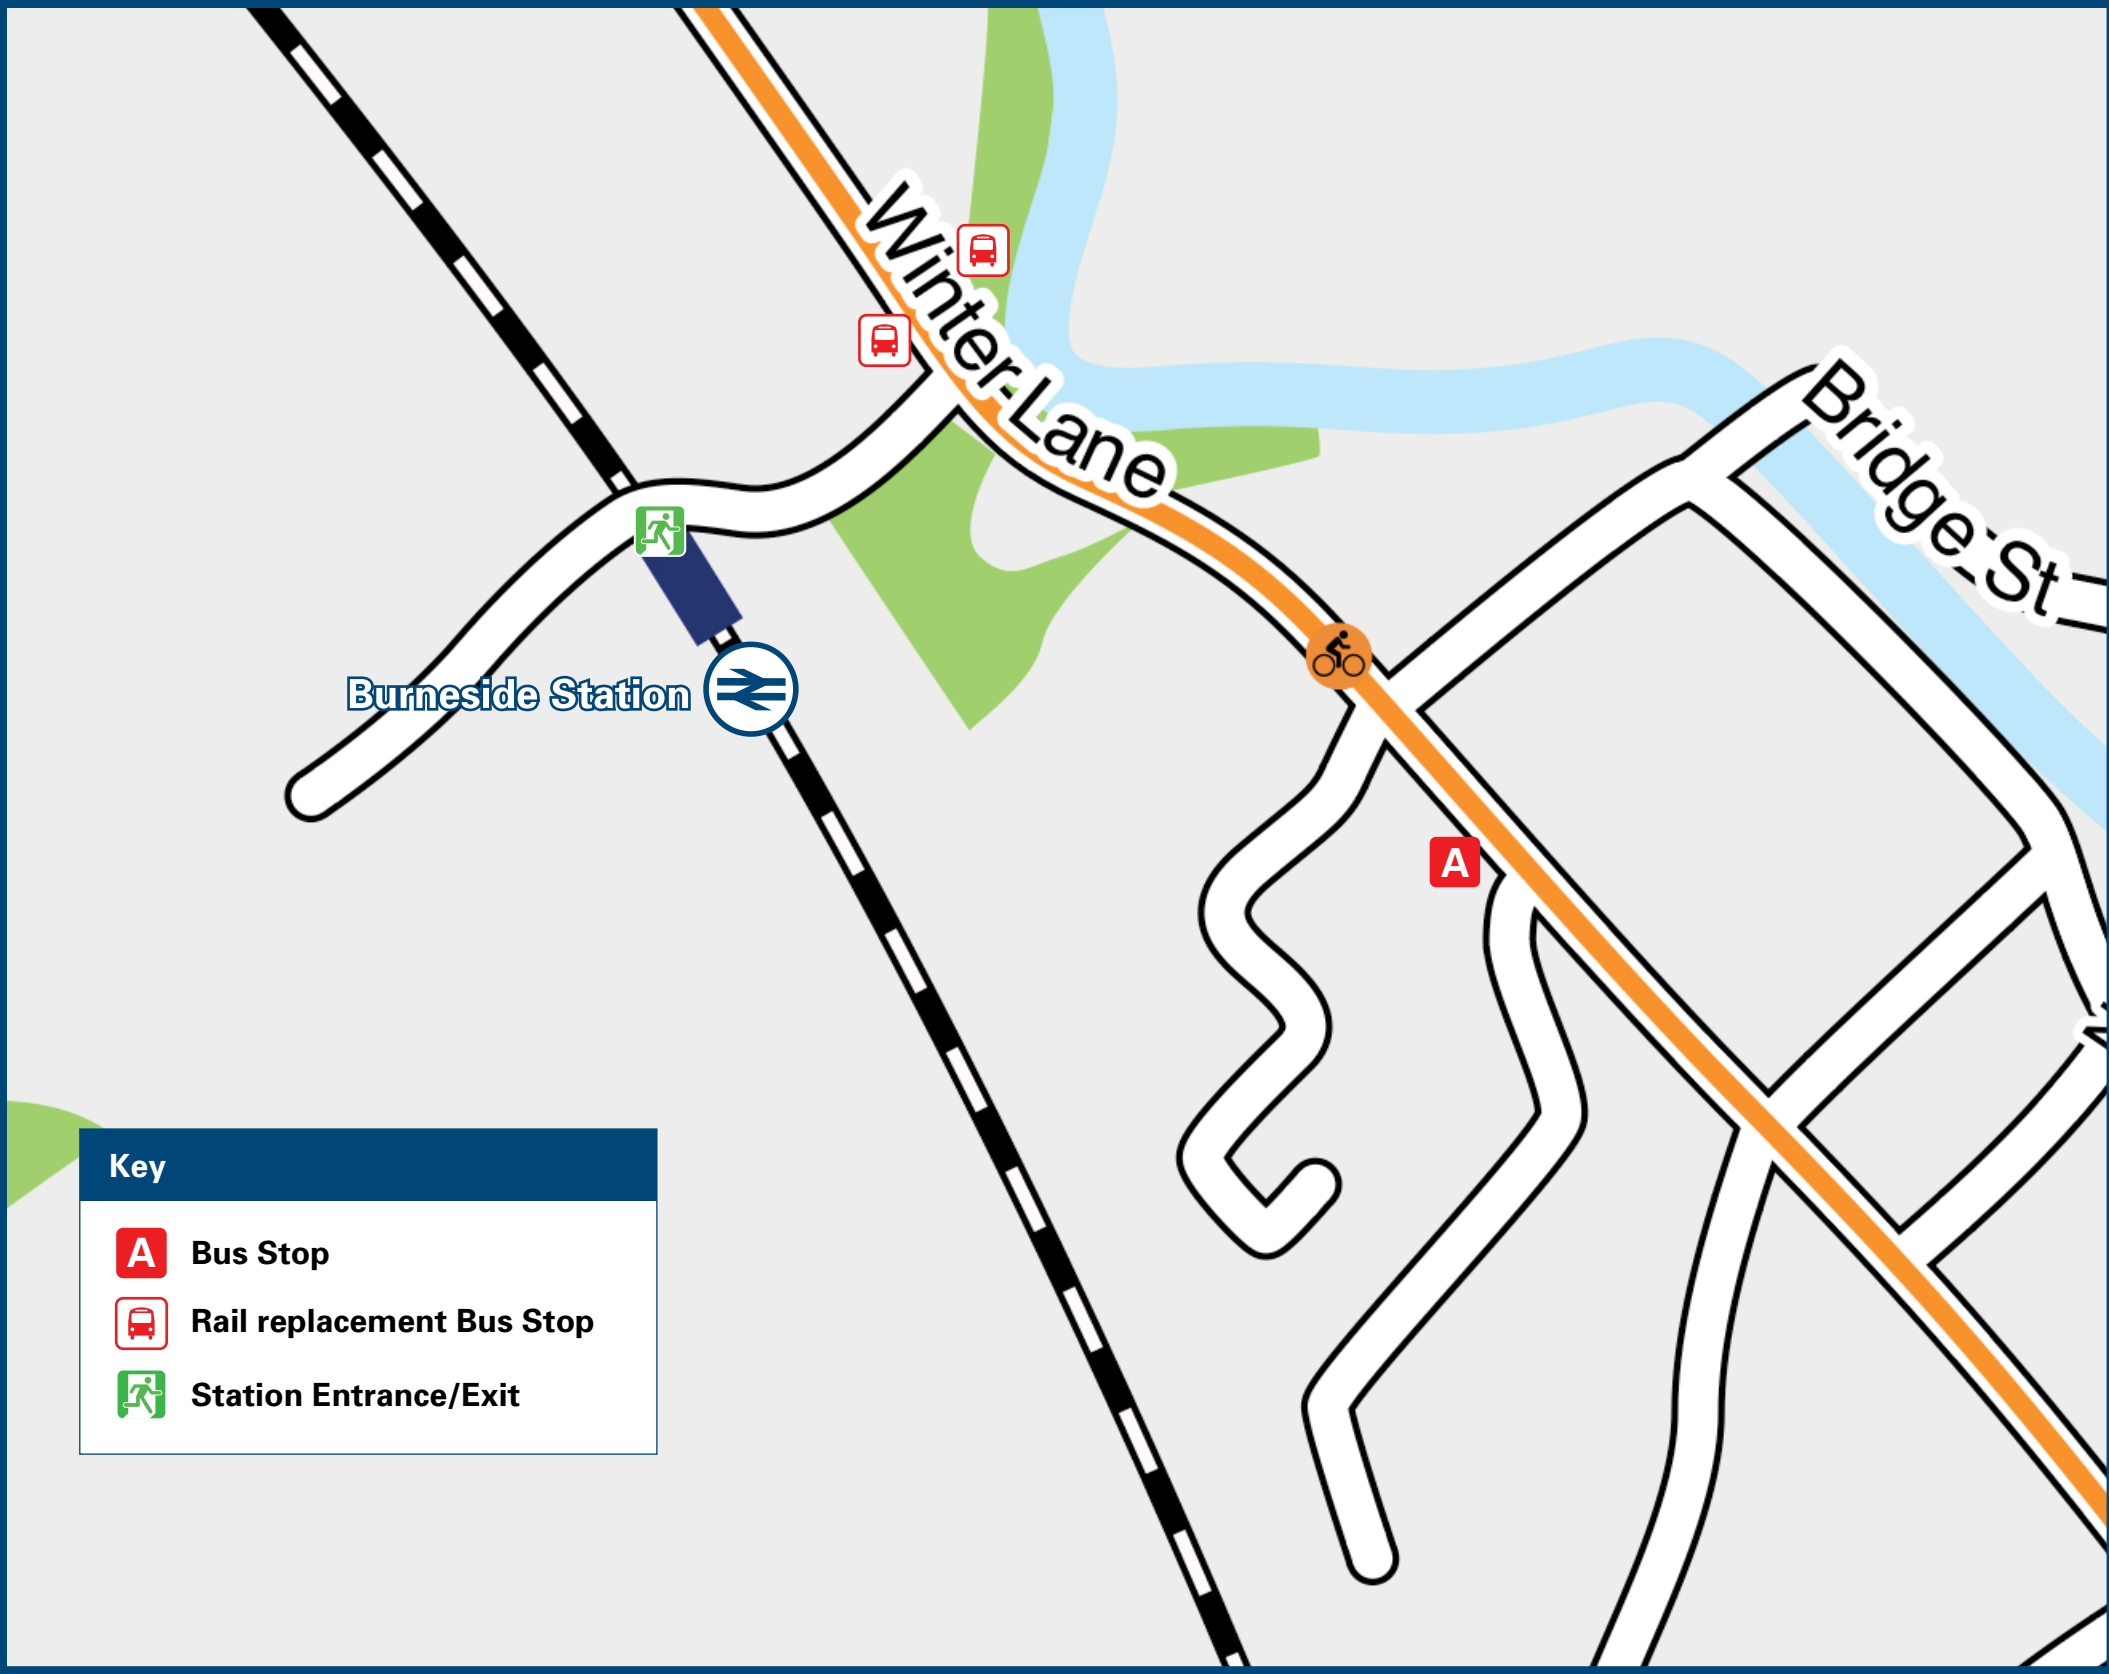 Winter Lane
Bridge St
Burneside Station
A
Key
A Bus Stop
Rail replacement Bus Stop
Station Entrance/Exit